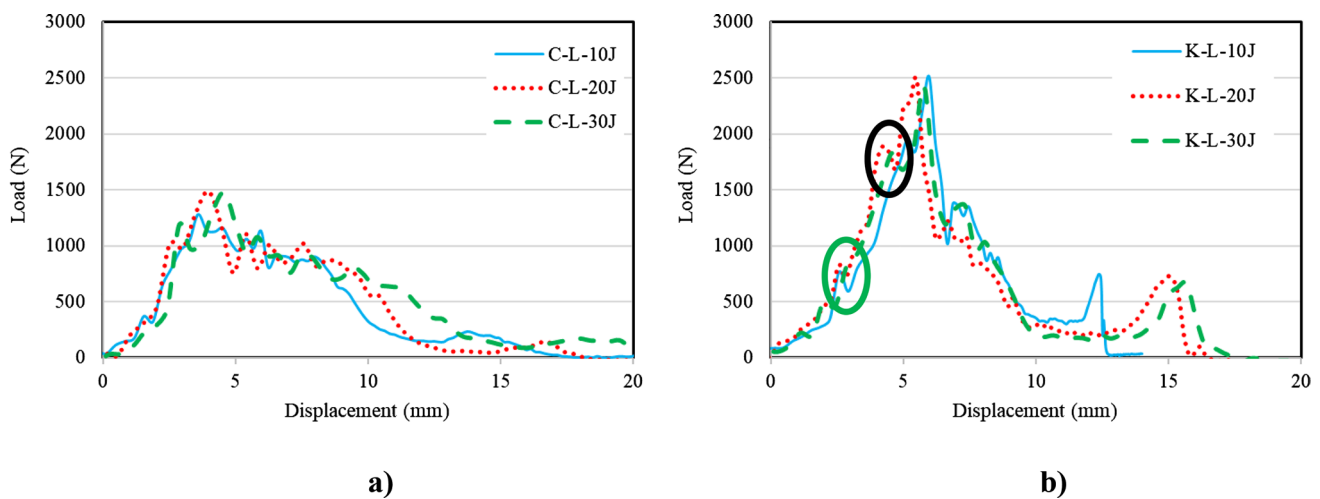 3000
2500
2000
1500
1000
500
0
Load (N)
C-L-10J
C-L-20J
C-L-30J
0 5 10 15 20
Displacement (mm)
a)
3000
2500
2000
1500
1000
500
0
Load (N)
K-L-10J
K-L-20J
K-L-30J
0 5 10 15 20
Displacement (mm)
b)